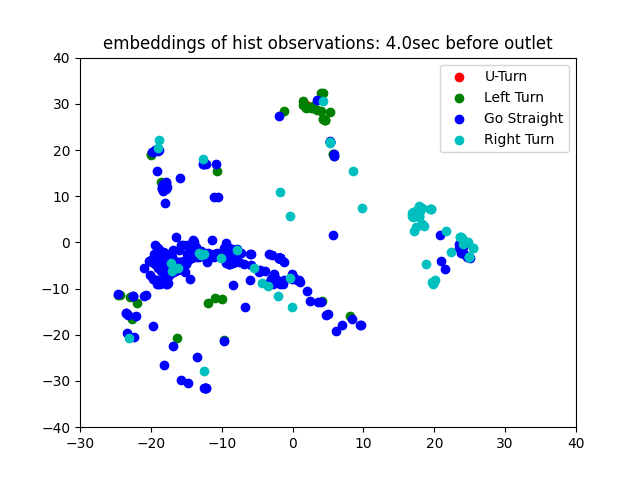 embeddings of hist observations: 4.0sec before outlet
U-Turn
Left Turn
Go Straight
Right Turn
40
30
20
10
0
−10
−20
−30
−40
−30 −20 −10 0 10 20 30 40